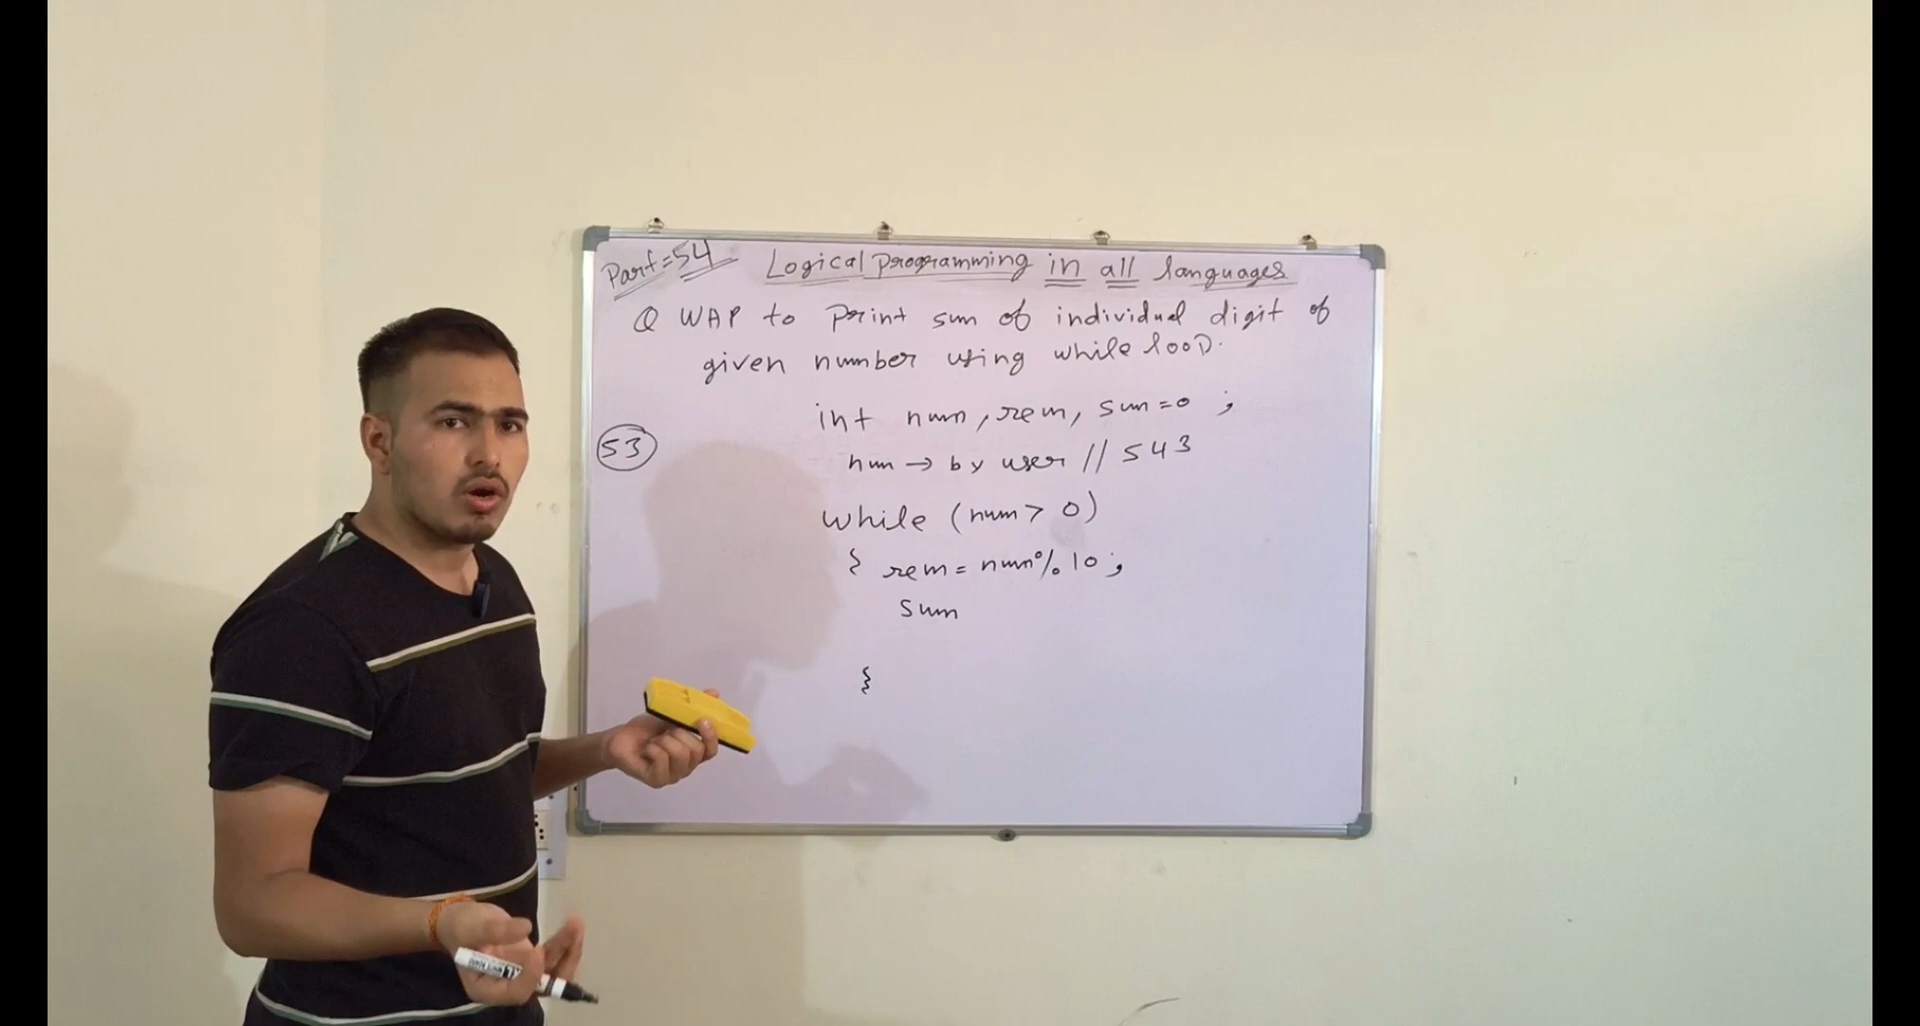 Part=54 Logical programming in all languages
Q WAP to print sum of individual digit of
given number using while loop.
int num, rem, sum=0 ;
53
num → by user // 543
while (num > 0)
{ rem = num % 10 ;
sum
}